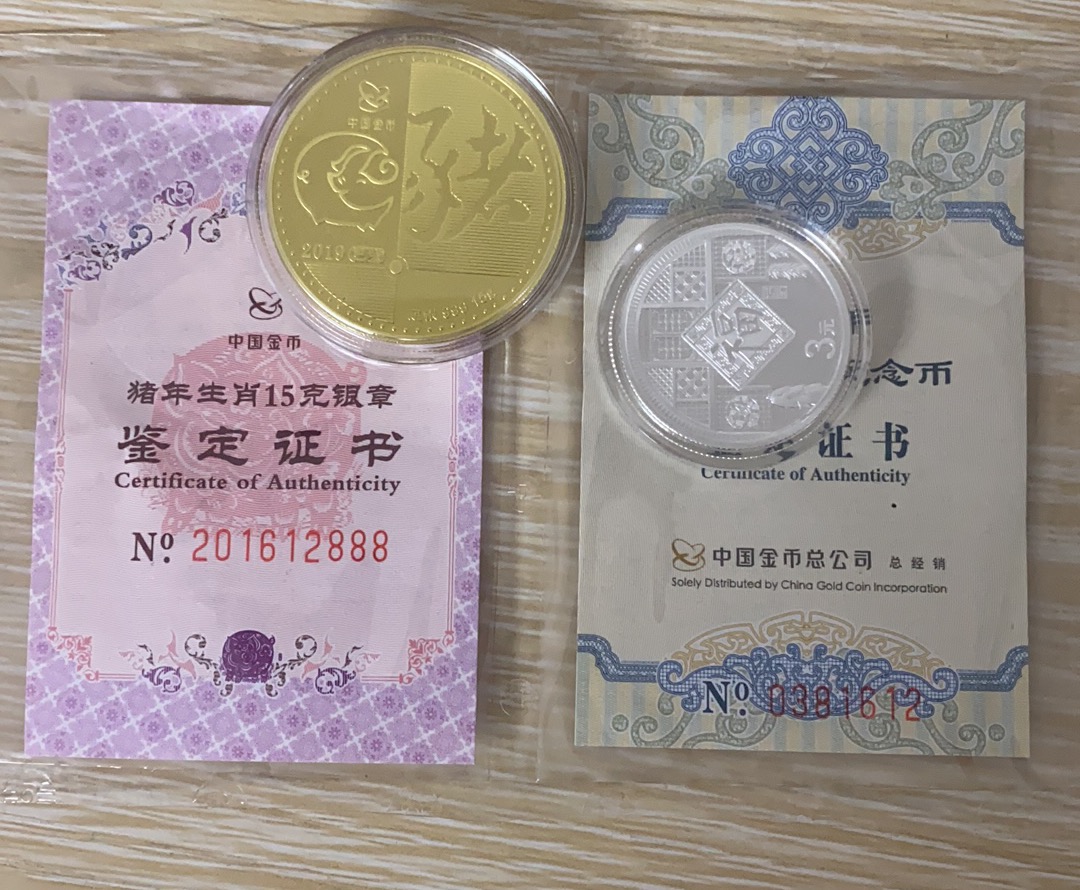 中国金币
猪
2019
中国金币
猪年生肖15克银章
鉴定证书
Certificate of Authenticity
Nº 201612888
福
3元
念币
证书
Certificate of Authenticity
中国金币总公司 总经销
Solely Distributed by China Gold Coin Incorporation
Nº 0381612